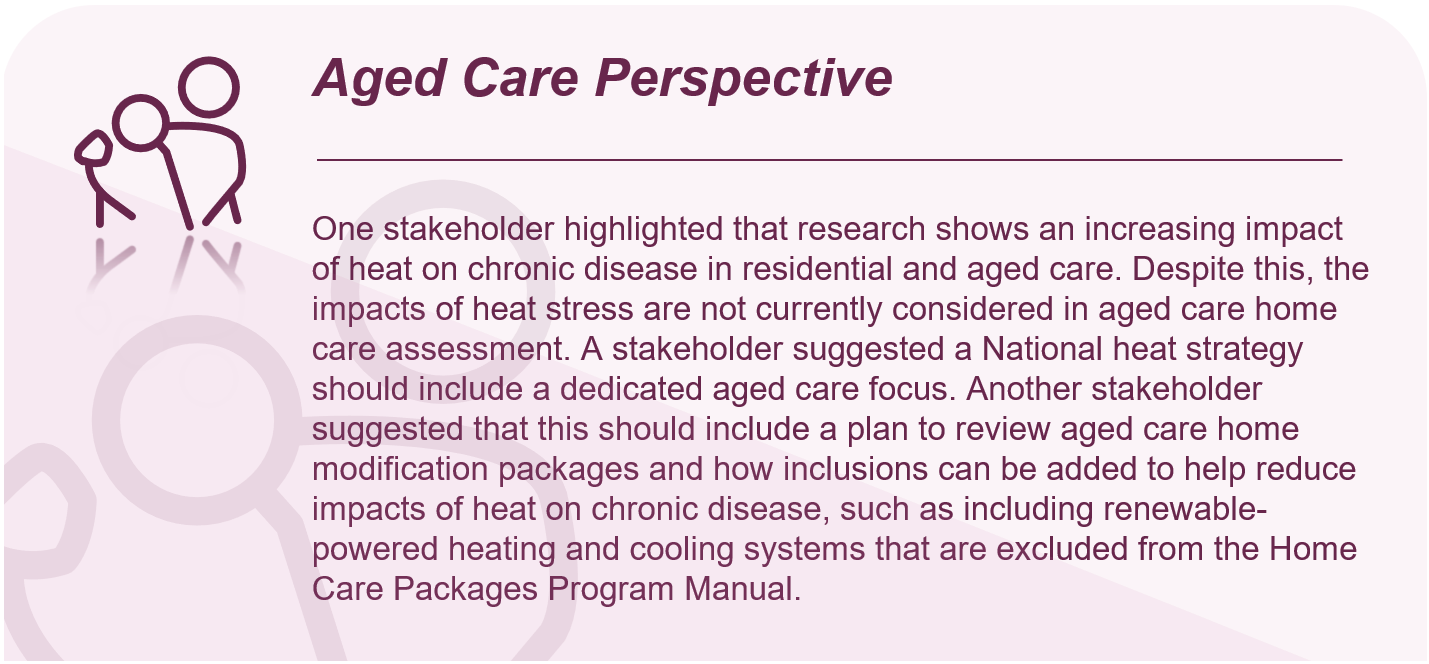 Aged Care Perspective
One stakeholder highlighted that research shows an increasing impact
of heat on chronic disease in residential and aged care. Despite this, the
impacts of heat stress are not currently considered in aged care home
care assessment. A stakeholder suggested a National heat strategy
should include a dedicated aged care focus. Another stakeholder
suggested that this should include a plan to review aged care home
modification packages and how inclusions can be added to help reduce
impacts of heat on chronic disease, such as including renewable-
powered heating and cooling systems that are excluded from the Home
Care Packages Program Manual.